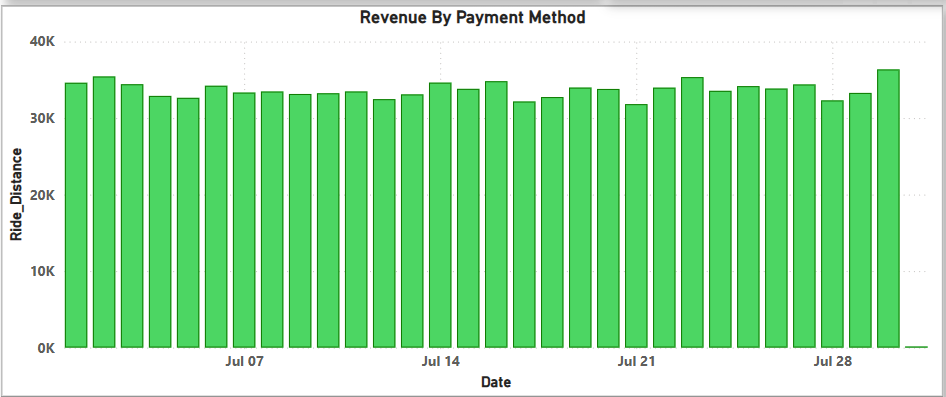 Revenue By Payment Method
40K
30K
20K
10K
0K
Ride_Distance
Jul 07 Jul 14 Jul 21 Jul 28
Date